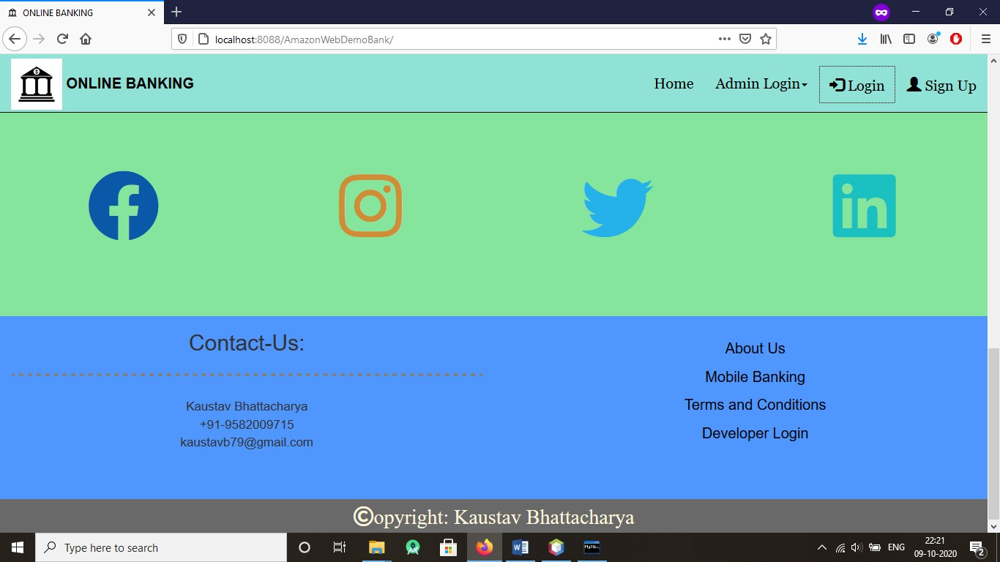 ONLINE BANKING
localhost:8088/AmazonWebDemoBank/
ONLINE BANKING
Home Admin Login Login Sign Up
in
Contact-Us:
Kaustav Bhattacharya
+91-9582009715
kaustavb79@gmail.com
About Us
Mobile Banking
Terms and Conditions
Developer Login
©opyright: Kaustav Bhattacharya
Type here to search
ENG
22:21
09-10-2020
2